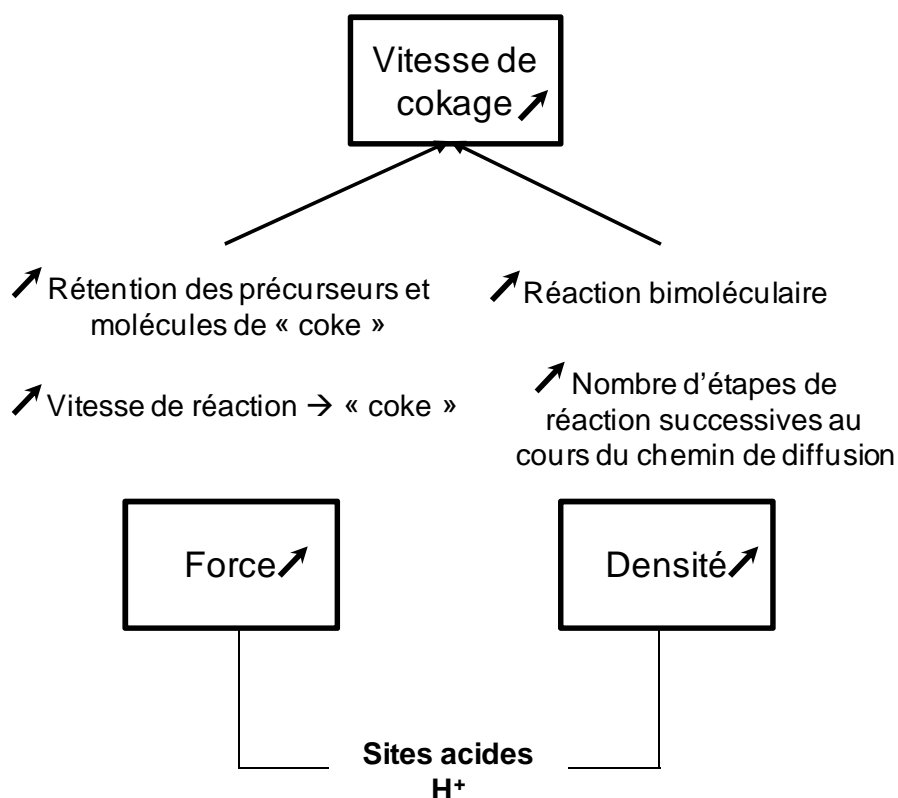 Vitesse de
cokage ↗
↗ Rétention des précurseurs et
molécules de « coke »
↗ Vitesse de réaction → « coke »
↗ Réaction bimoléculaire
↗ Nombre d’étapes de
réaction successives au
cours du chemin de diffusion
Force ↗
Densité ↗
Sites acides
H⁺